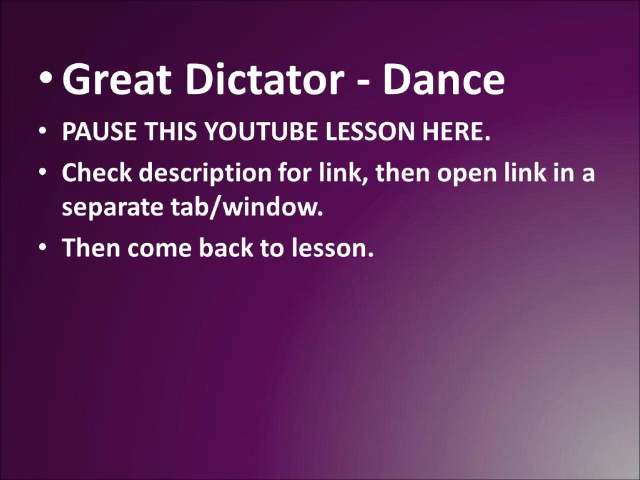 • Great Dictator - Dance
• PAUSE THIS YOUTUBE LESSON HERE.
• Check description for link, then open link in a
separate tab/window.
• Then come back to lesson.